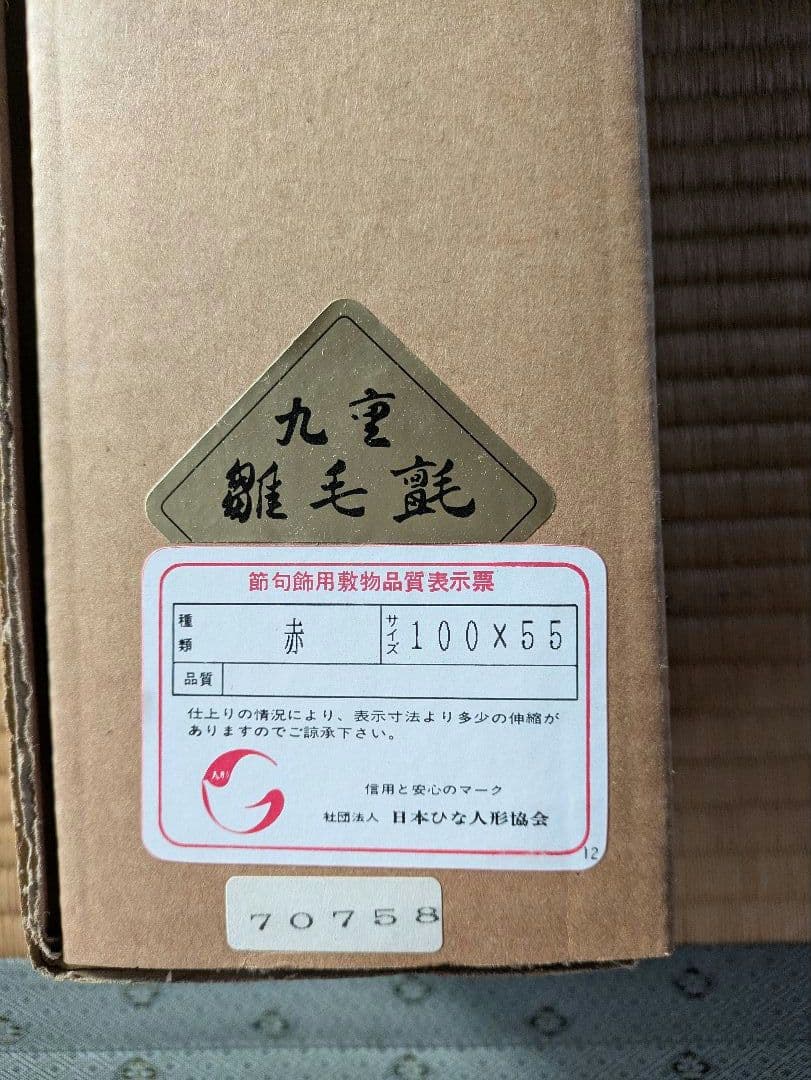 九重
雛毛氈
節句飾用敷物品質表示票
種類 赤 サイズ 100×55
品質
仕上りの情況により、表示寸法より多少の伸縮が
ありますのでご諒承下さい。
人形
信用と安心のマーク
社団法人 日本ひな人形協会
12
70758